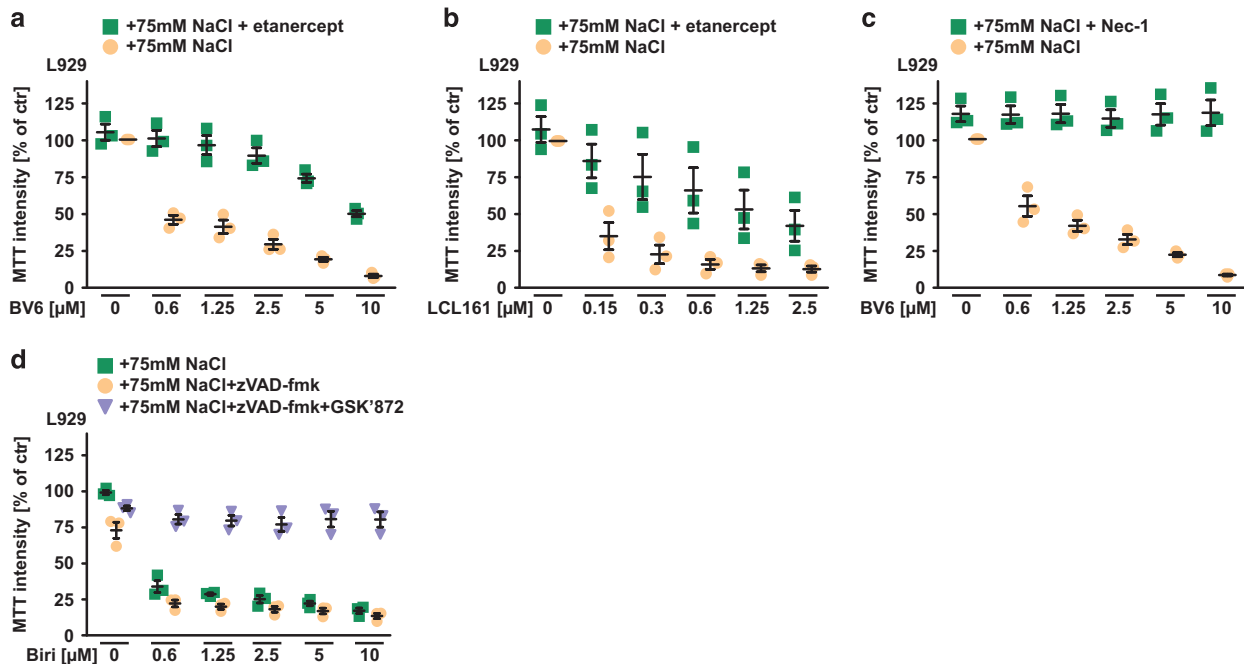 a
+75mM NaCl + etanercept
+75mM NaCl
L929
MTT intensity [% of ctr]
125
100
75
50
25
0
BV6 [µM] 0 0.6 1.25 2.5 5 10
b
+75mM NaCl + etanercept
+75mM NaCl
L929
MTT intensity [% of ctr]
125
100
75
50
25
0
LCL161 [µM] 0 0.15 0.3 0.6 1.25 2.5
c
+75mM NaCl + Nec-1
+75mM NaCl
L929
MTT intensity [% of ctr]
125
100
75
50
25
0
BV6 [µM] 0 0.6 1.25 2.5 5 10
d
+75mM NaCl
+75mM NaCl+zVAD-fmk
+75mM NaCl+zVAD-fmk+GSK'872
L929
MTT intensity [% of ctr]
125
100
75
50
25
0
Biri [µM] 0 0.6 1.25 2.5 5 10